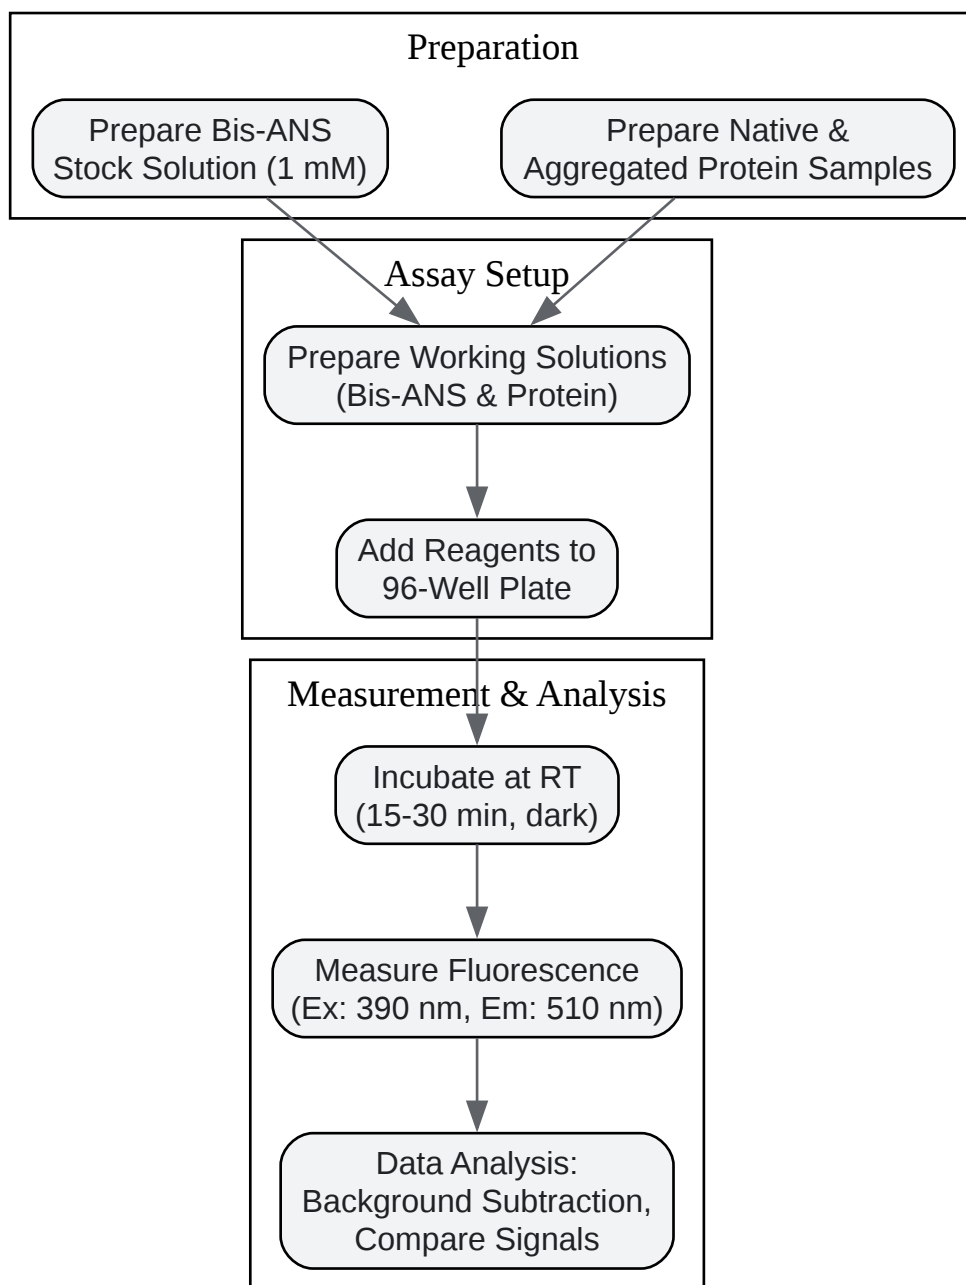 Preparation
Prepare Bis-ANS
Stock Solution (1 mM)
Prepare Native &
Aggregated Protein Samples
Assay Setup
Prepare Working Solutions
(Bis-ANS & Protein)
Add Reagents to
96-Well Plate
Measurement & Analysis
Incubate at RT
(15-30 min, dark)
Measure Fluorescence
(Ex: 390 nm, Em: 510 nm)
Data Analysis:
Background Subtraction,
Compare Signals